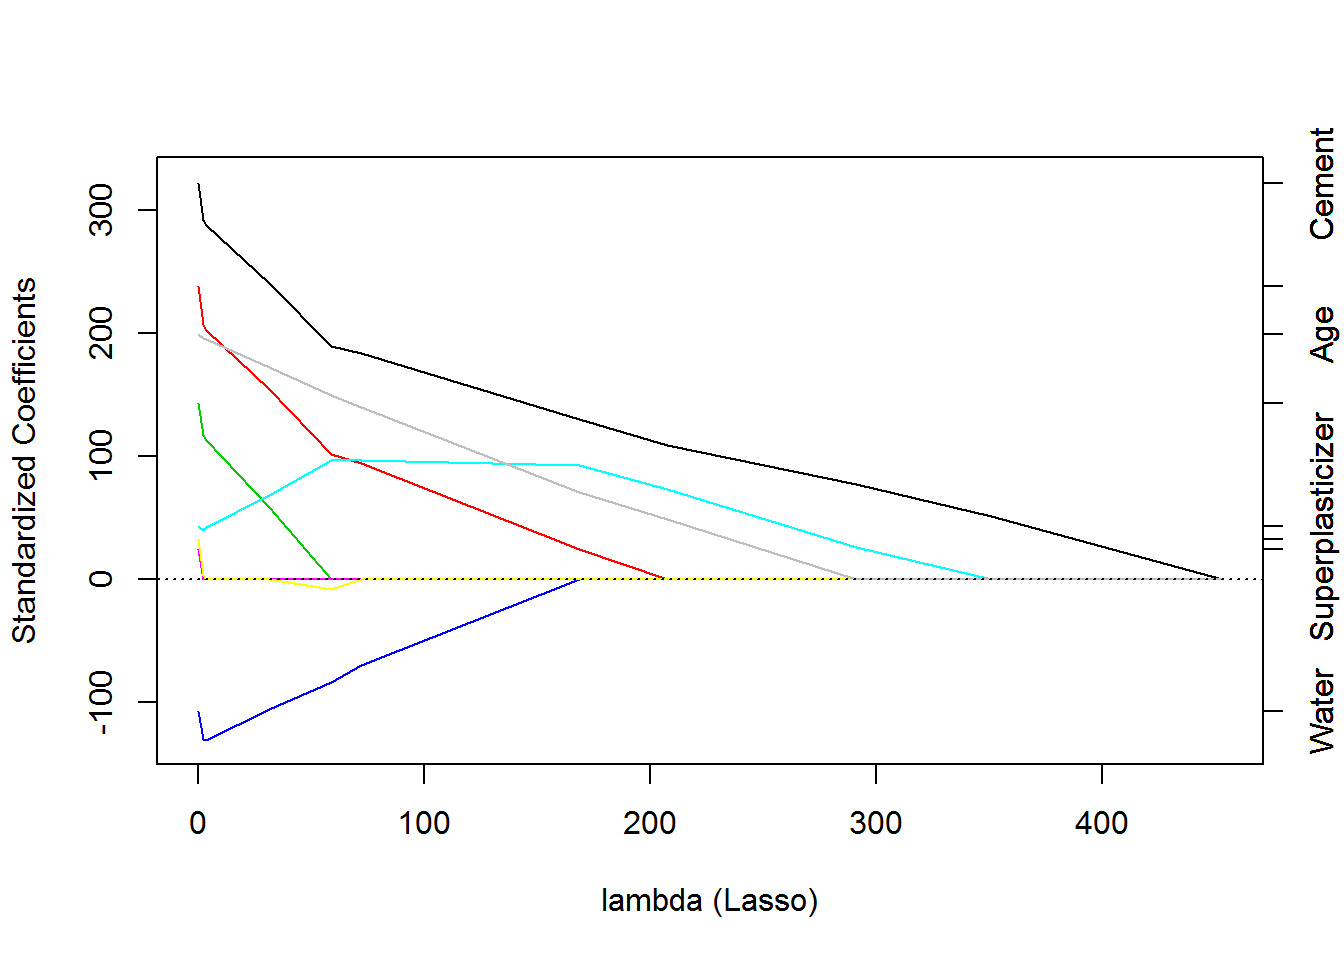 Standardized Coefficients
300
200
100
0
-100
0
100
200
300
400
lambda (Lasso)
Cement
Age
Superplasticizer
Water